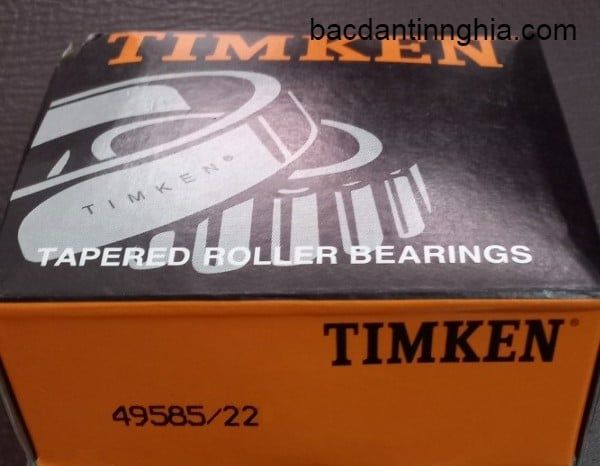 bacdantinnghia.com
TIMKEN
TIMKEN®
TAPERED ROLLER BEARINGS
TIMKEN®
49585/22